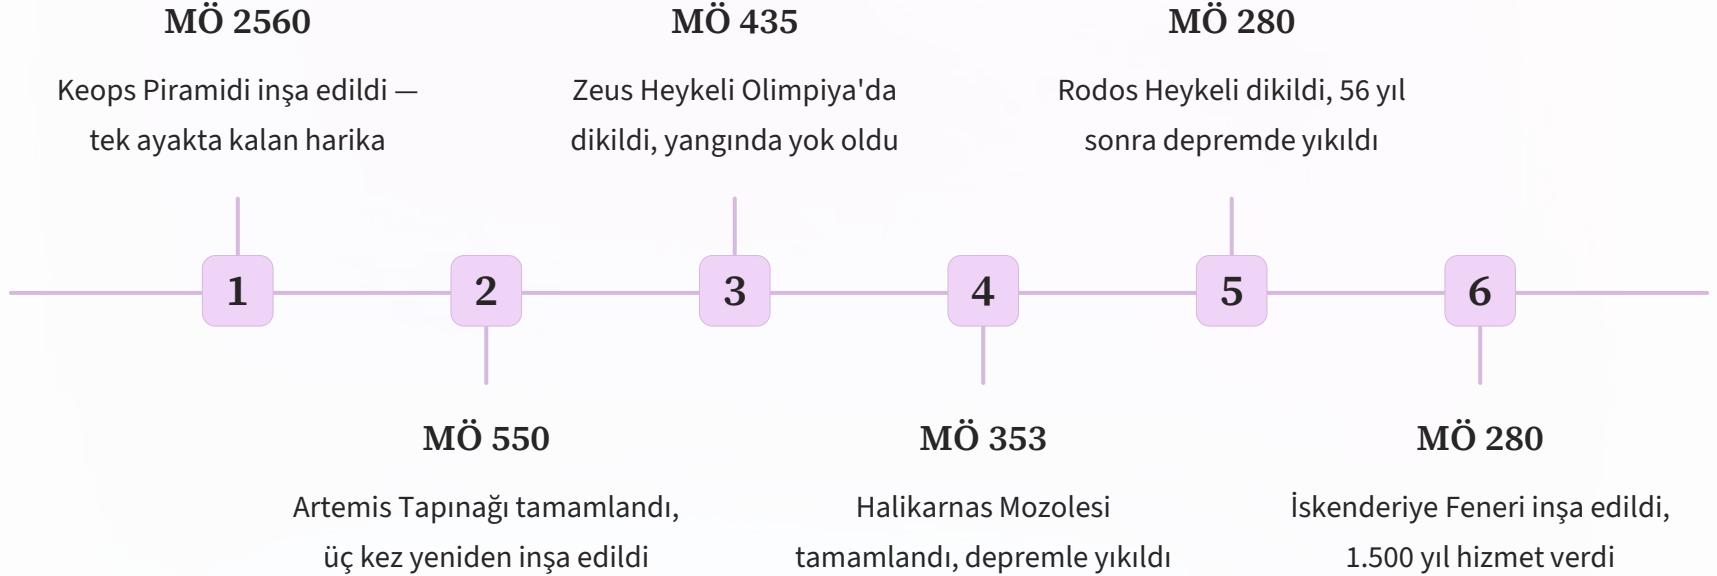 MÖ 2560
Keops Piramidi inşa edildi —
tek ayakta kalan harika
MÖ 435
Zeus Heykeli Olimpiya'da
dikildi, yangında yok oldu
MÖ 280
Rodos Heykeli dikildi, 56 yıl
sonra depremde yıkıldı
1
2
3
4
5
6
MÖ 550
Artemis Tapınağı tamamlandı,
üç kez yeniden inşa edildi
MÖ 353
Halikarnas Mozolesi
tamamlandı, depremle yıkıldı
MÖ 280
İskenderiye Feneri inşa edildi,
1.500 yıl hizmet verdi